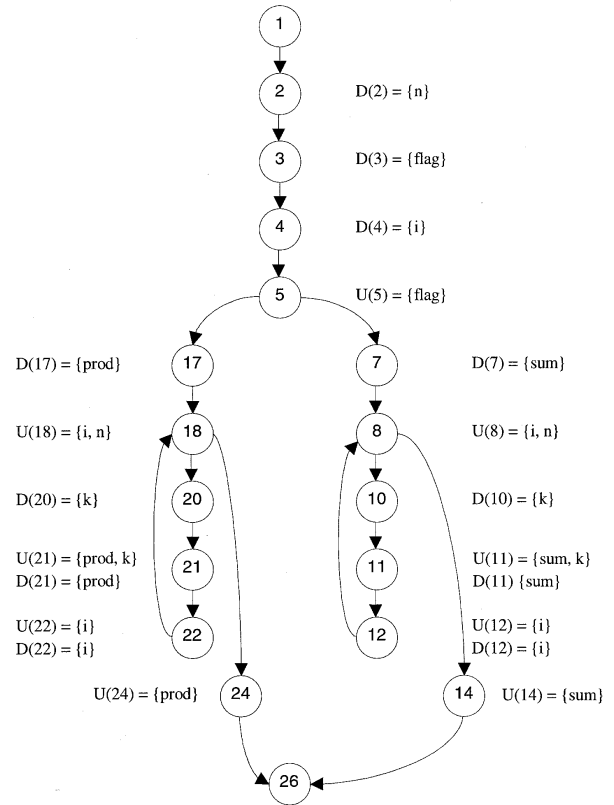 1
2 D(2) = {n}
3 D(3) = {flag}
4 D(4) = {i}
5 U(5) = {flag}
D(17) = {prod} 17 7 D(7) = {sum}
U(18) = {i, n} 18 8 U(8) = {i, n}
D(20) = {k} 20 10 D(10) = {k}
U(21) = {prod, k} 21 11 U(11) = {sum, k}
D(21) = {prod} D(11) {sum}
U(22) = {i} 22 12 U(12) = {i}
D(22) = {i} D(12) = {i}
U(24) = {prod} 24 14 U(14) = {sum}
26